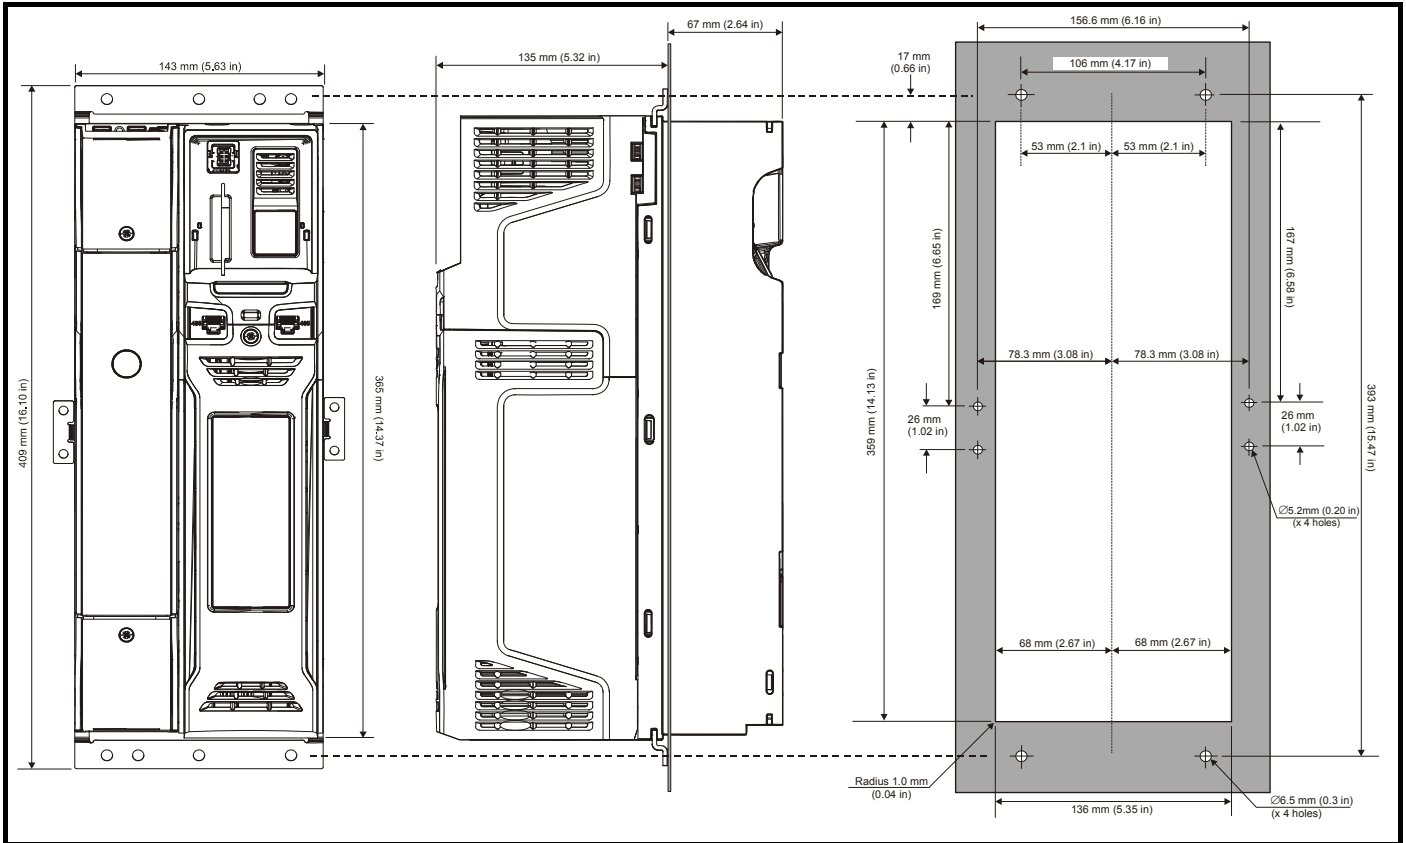 143 mm (5.63 in)
409 mm (16.10 in)
365 mm (14.37 in)
135 mm (5.32 in)
67 mm (2.64 in)
17 mm
(0.66 in)
156.6 mm (6.16 in)
106 mm (4.17 in)
53 mm (2.1 in)
53 mm (2.1 in)
169 mm (6.65 in)
167 mm
(6.58 in)
78.3 mm (3.08 in)
78.3 mm (3.08 in)
359 mm (14.13 in)
393 mm
(15.47 in)
26 mm
(1.02 in)
26 mm
(1.02 in)
∅5.2mm (0.20 in)
(x 4 holes)
68 mm (2.67 in)
68 mm (2.67 in)
Radius 1.0 mm
(0.04 in)
136 mm (5.35 in)
∅6.5 mm (0.3 in)
(x 4 holes)